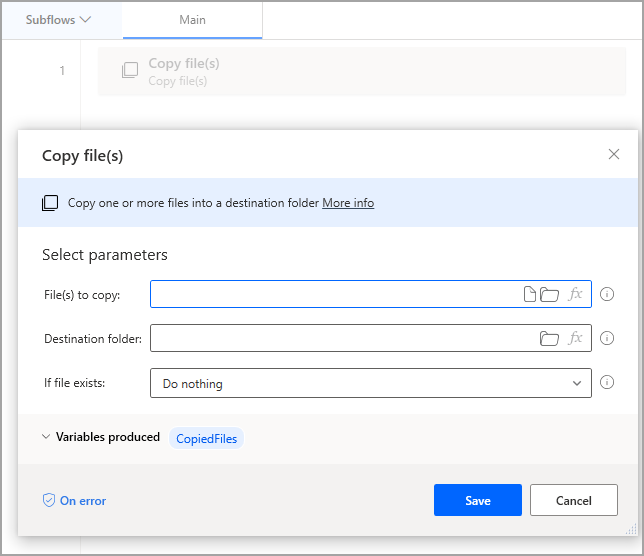 Subflows
Main
1
Copy file(s)
Copy file(s)
Copy file(s)
Copy one or more files into a destination folder More info
Select parameters
File(s) to copy:
fx
Destination folder:
fx
If file exists:
Do nothing
Variables produced
CopiedFiles
On error
Save
Cancel